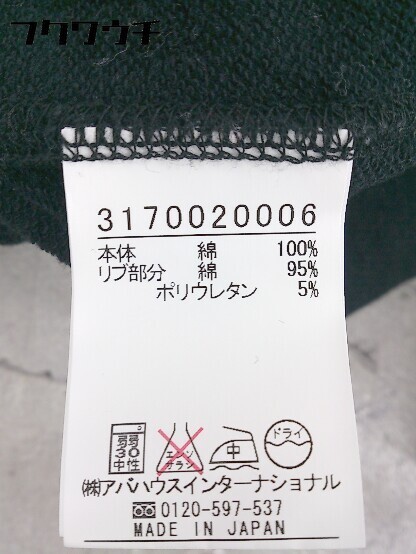 フクウウチ
3170020006
本体 綿 100%
リブ部分 綿 95%
ポリウレタン 5%
弱
30
中性
エンソ
サラシ
中
ドライ
㈱アバハウスインターナショナル
0120-597-537
MADE IN JAPAN